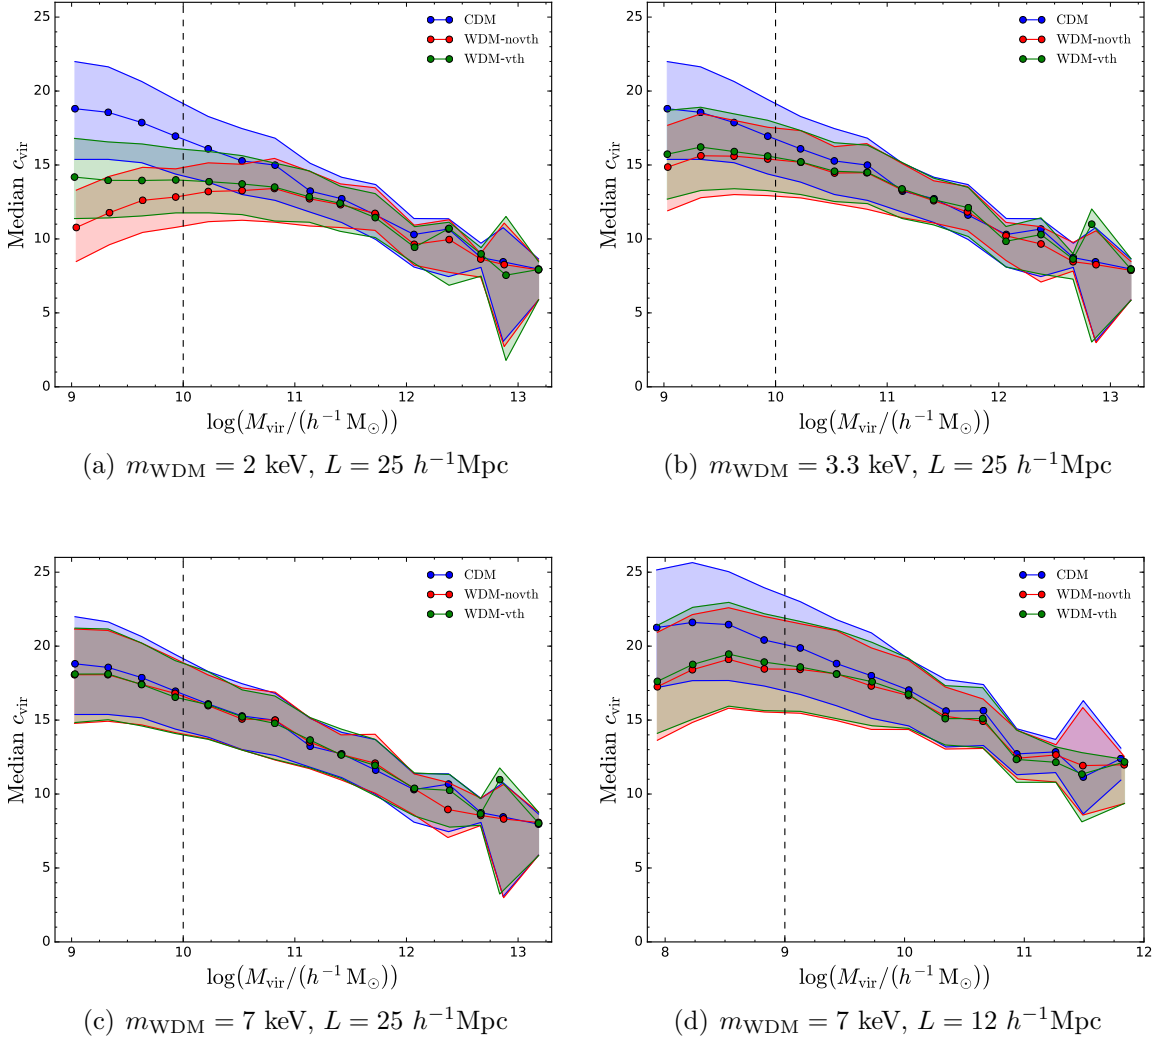 25
20
15
10
5
0
Median c_vir
CDM
WDM-novth
WDM-vth
9 10 11 12 13
log(M_vir/(h⁻¹ M_⊙))
(a) m_WDM = 2 keV, L = 25 h⁻¹Mpc
25
20
15
10
5
0
Median c_vir
CDM
WDM-novth
WDM-vth
9 10 11 12 13
log(M_vir/(h⁻¹ M_⊙))
(b) m_WDM = 3.3 keV, L = 25 h⁻¹Mpc
25
20
15
10
5
0
Median c_vir
CDM
WDM-novth
WDM-vth
9 10 11 12 13
log(M_vir/(h⁻¹ M_⊙))
(c) m_WDM = 7 keV, L = 25 h⁻¹Mpc
25
20
15
10
5
0
Median c_vir
CDM
WDM-novth
WDM-vth
8 9 10 11 12
log(M_vir/(h⁻¹ M_⊙))
(d) m_WDM = 7 keV, L = 12 h⁻¹Mpc